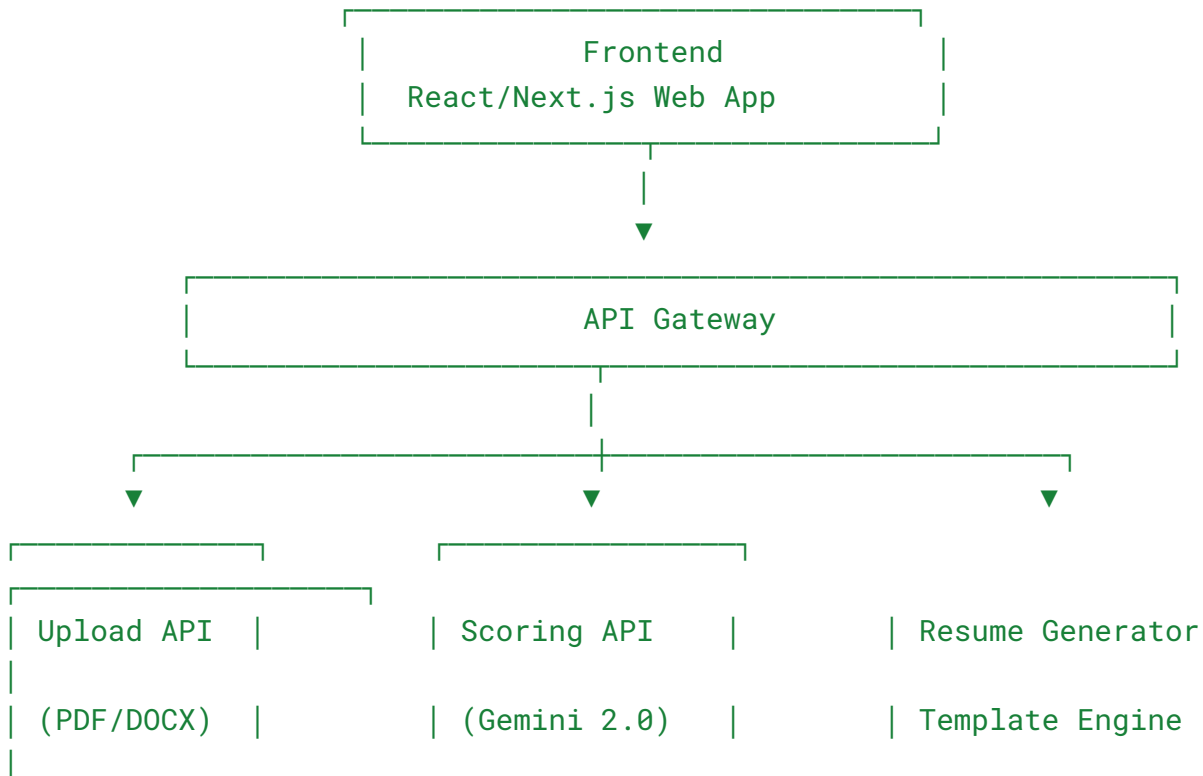 Frontend
React/Next.js Web App
API Gateway
Upload API Scoring API Resume Generator
(PDF/DOCX) (Gemini 2.0) Template Engine